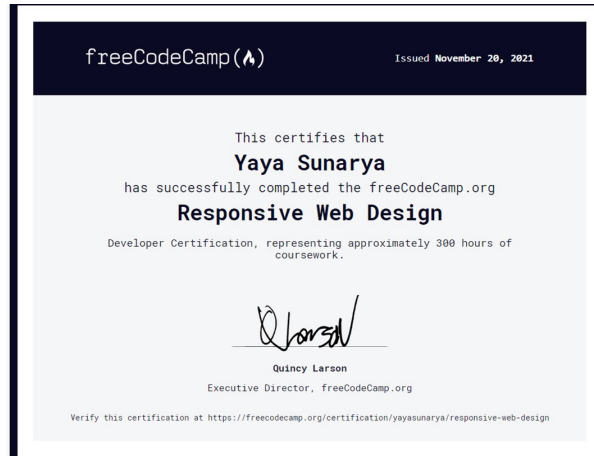 freeCodeCamp
Issued November 20, 2021
This certifies that
Yaya Sunarya
has successfully completed the freeCodeCamp.org
Responsive Web Design
Developer Certification, representing approximately 300 hours of
coursework.
Q Larson
Quincy Larson
Executive Director, freeCodeCamp.org
Verify this certification at https://freecodecamp.org/certification/yayasunarya/responsive-web-design